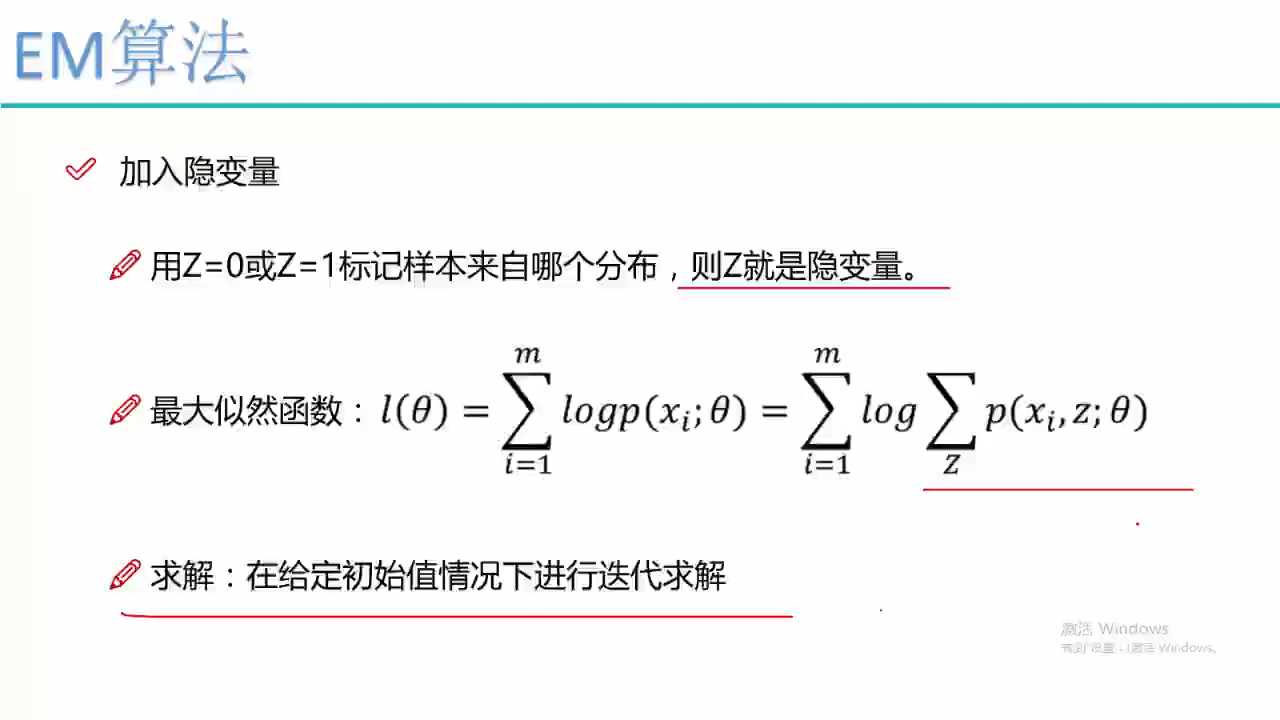 EM算法
加入隐变量
用Z=0或Z=1标记样本来自哪个分布，则Z就是隐变量。
最大似然函数：l(θ) = ∑_{i=1}^{m} logp(x_i; θ) = ∑_{i=1}^{m} log ∑_{Z} p(x_i, z; θ)
求解：在给定初始值情况下进行迭代求解
激活 Windows
转到"设置"以激活 Windows。